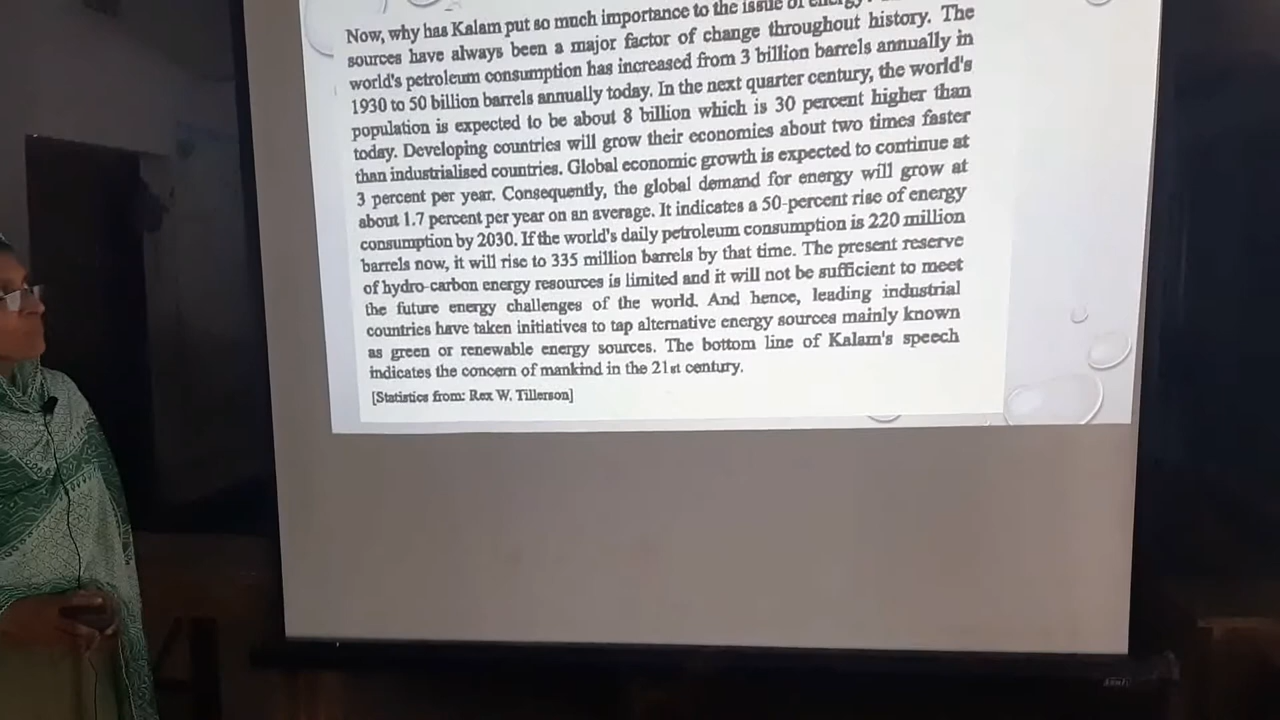 Now, why has Kalam put so much importance to the issue of
sources have always been a major factor of change throughout history. The
world's petroleum consumption has increased from 3 billion barrels annually in
1930 to 50 billion barrels annually today. In the next quarter century, the world's
population is expected to be about 8 billion which is 30 percent higher than
today. Developing countries will grow their economies about two times faster
than industrialised countries. Global economic growth is expected to continue at
3 percent per year. Consequently, the global demand for energy will grow at
about 1.7 percent per year on an average. It indicates a 50-percent rise of energy
consumption by 2030. If the world's daily petroleum consumption is 220 million
barrels now, it will rise to 335 million barrels by that time. The present reserve
of hydro-carbon energy resources is limited and it will not be sufficient to meet
the future energy challenges of the world. And hence, leading industrial
countries have taken initiatives to tap alternative energy sources mainly known
as green or renewable energy sources. The bottom line of Kalam's speech
indicates the concern of mankind in the 21st century.
[Statistics from: Rex W. Tillerson]